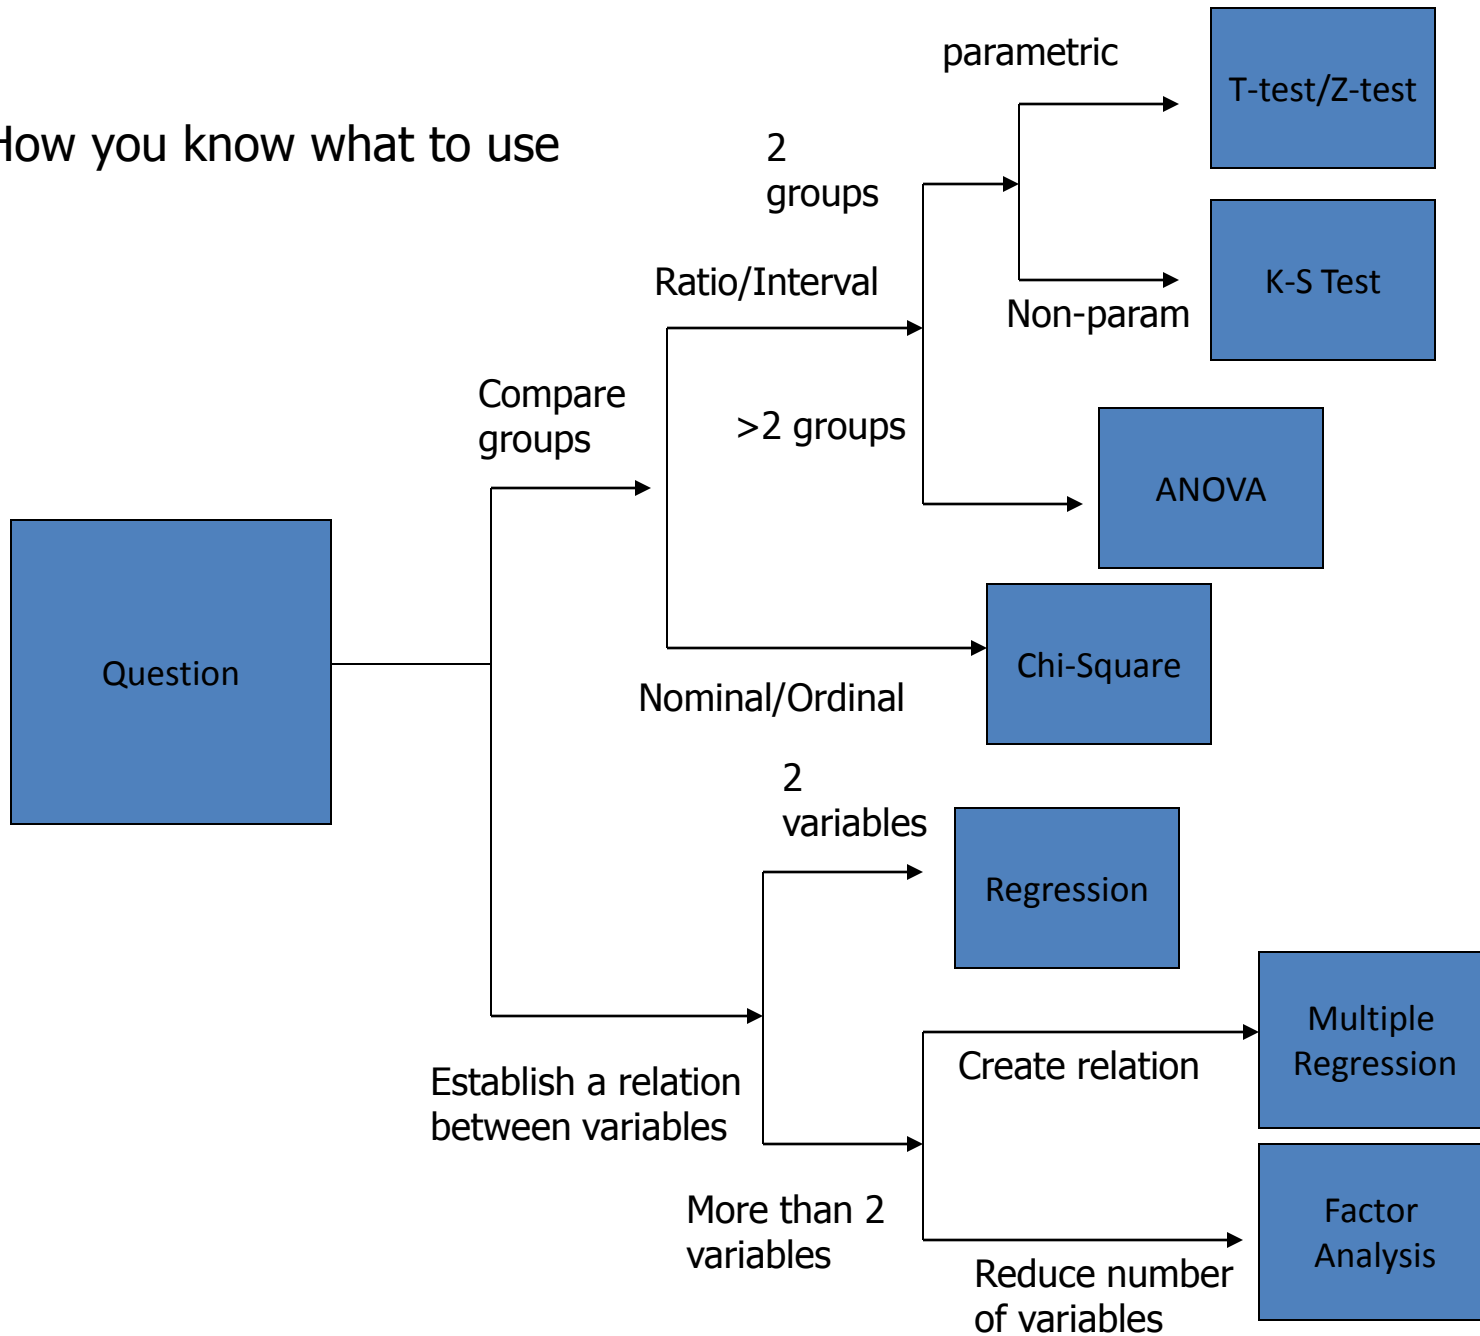 How you know what to use
parametric
T-test/Z-test
2
groups
K-S Test
Ratio/Interval
Non-param
Compare
groups
>2 groups
ANOVA
Question
Chi-Square
Nominal/Ordinal
2
variables
Regression
Establish a relation
between variables
Create relation
Multiple
Regression
More than 2
variables
Factor
Analysis
Reduce number
of variables